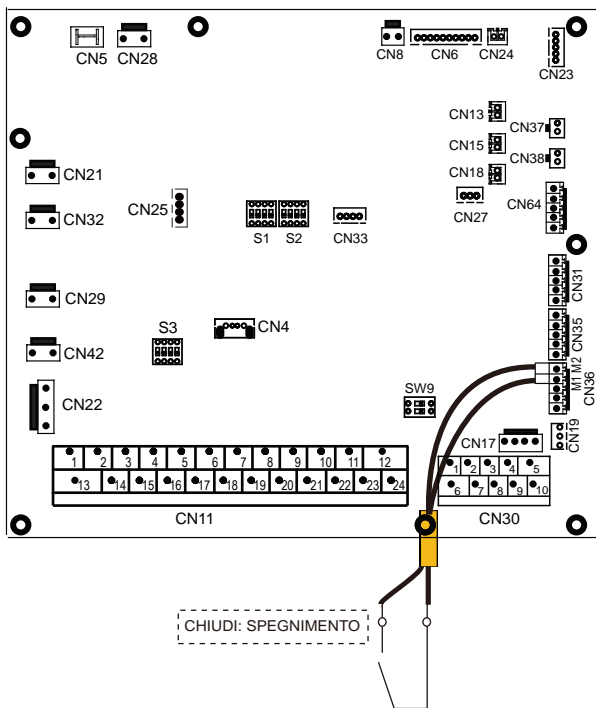 CN5
CN28
CN8
CN6
CN24
CN23
CN13
CN37
CN15
CN38
CN18
CN21
CN32
CN25
S1
S2
CN33
CN27
CN64
CN31
CN29
CN4
CN35
CN42
S3
CN22
SW9
M1 M2
CN36
CN17
CN19
1 2 3 4 5 6 7 8 9 10 11 12
13 14 15 16 17 18 19 20 21 22 23 24
CN11
1 2 3 4 5
6 7 8 9 10
CN30
CHIUDI: SPEGNIMENTO